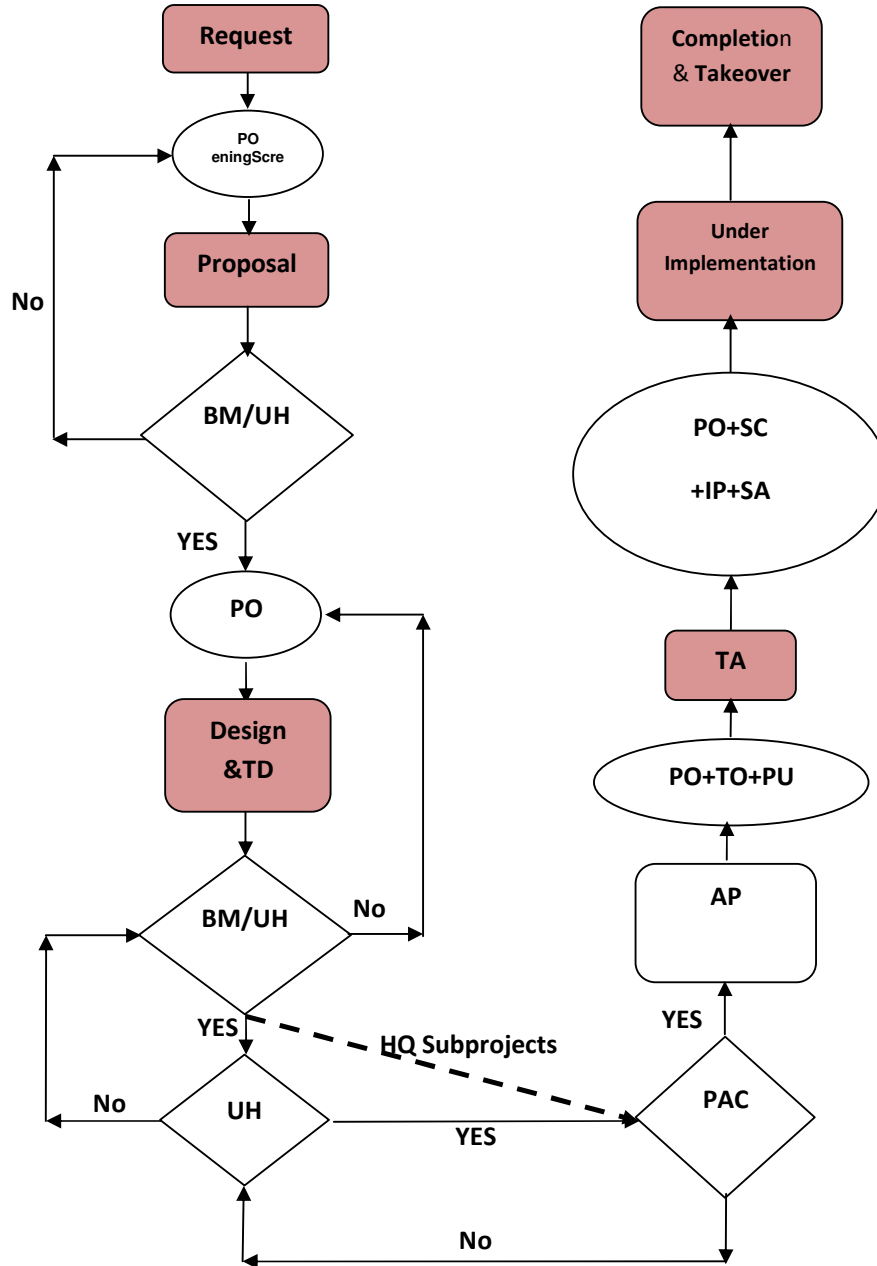 Request
PO
eningScre
Proposal
No
BM/UH
YES
PO
Design
&TD
BM/UH
No
YES
HQ Subprojects
No
UH
YES
No
Completion
& Takeover
Under
Implementation
PO+SC
+IP+SA
TA
PO+TO+PU
AP
YES
PAC